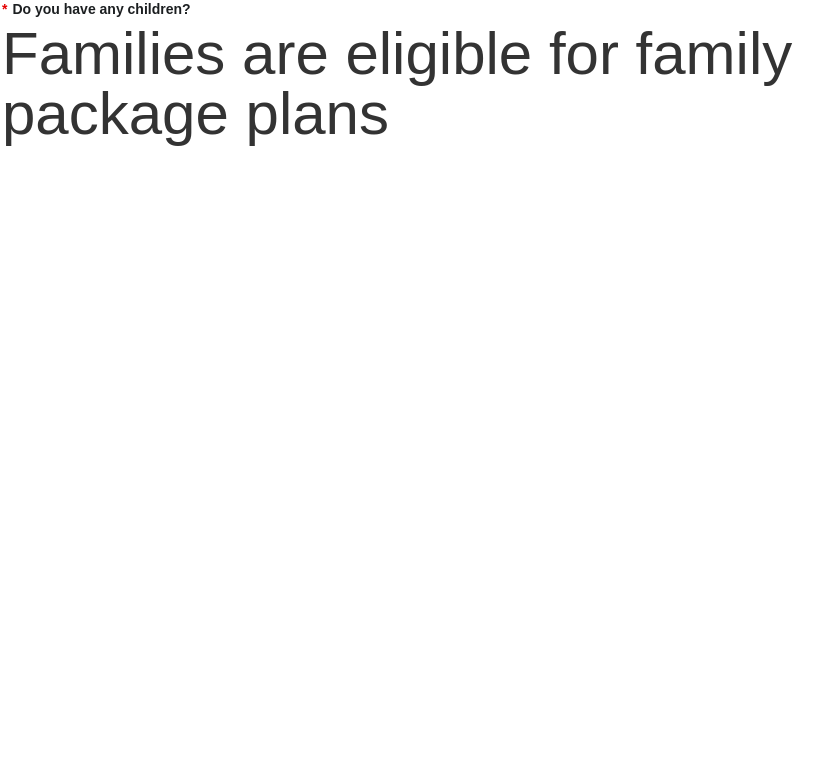 * Do you have any children?
Families are eligible for family
package plans